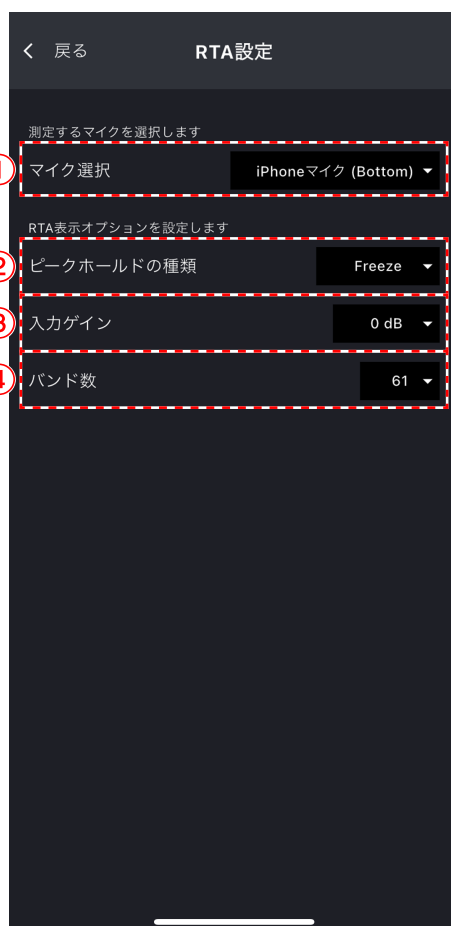 戻る RTA設定
測定するマイクを選択します
① マイク選択 iPhoneマイク (Bottom)
RTA表示オプションを設定します
② ピークホールドの種類 Freeze
③ 入力ゲイン 0 dB
④ バンド数 61